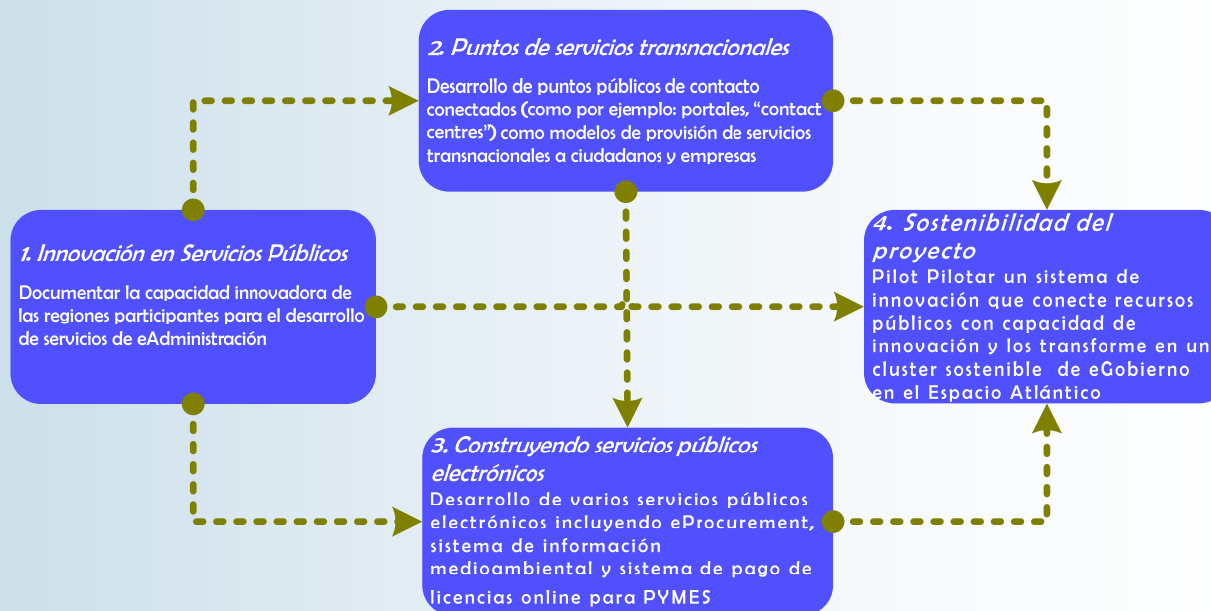 2. Puntos de servicios transnacionales
Desarrollo de puntos públicos de contacto
conectados (como por ejemplo: portales, “contact
centres”) como modelos de provisión de servicios
transnacionales a ciudadanos y empresas
1. Innovación en Servicios Públicos
Documentar la capacidad innovadora de
las regiones participantes para el desarrollo
de servicios de eAdministración
4. Sostenibilidad del
proyecto
Pilot Pilotar un sistema de
innovación que conecte recursos
públicos con capacidad de
innovación y los transforme en un
cluster sostenible de eGobierno
en el Espacio Atlántico
3. Construyendo servicios públicos
electrónicos
Desarrollo de varios servicios públicos
electrónicos incluyendo eProcurement,
sistema de información
medioambiental y sistema de pago de
licencias online para PYMES